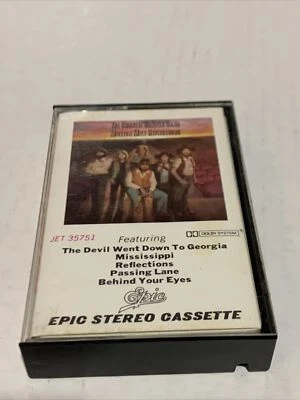 The Charlie Daniels Band
Million Mile Reflections
JET 35751
Featuring
DOLBY SYSTEM
The Devil Went Down To Georgia
Mississippi
Reflections
Passing Lane
Behind Your Eyes
Epic
EPIC STEREO CASSETTE